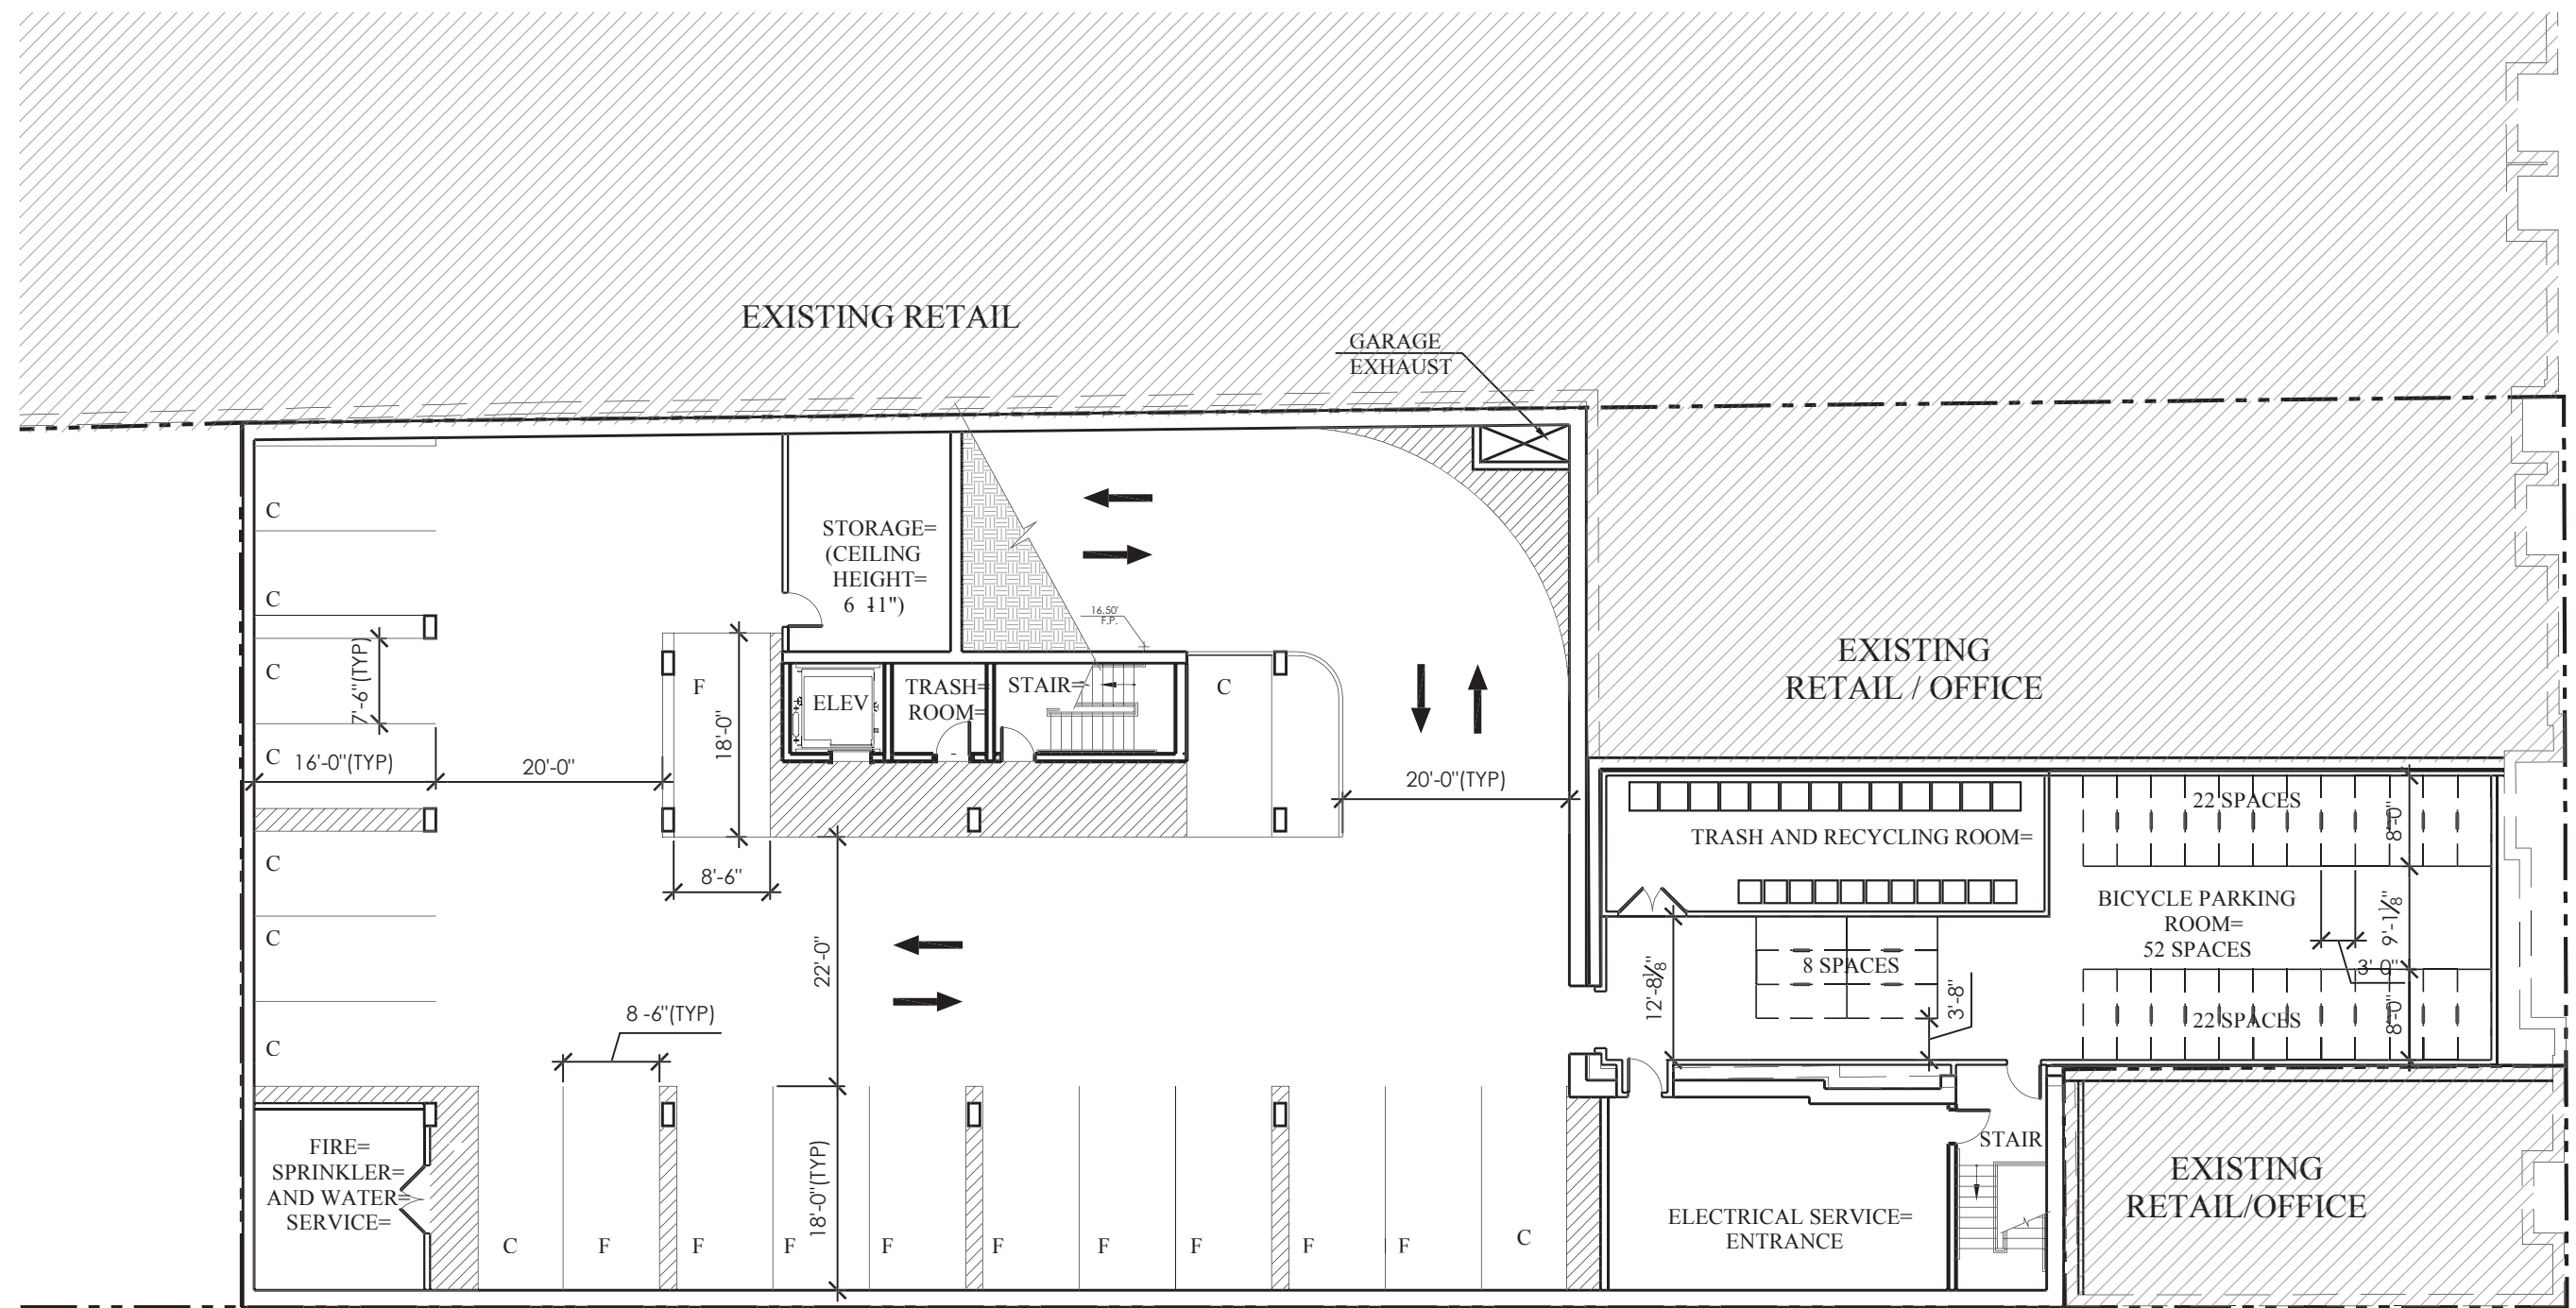 EXISTING RETAIL
GARAGE
EXHAUST
C
STORAGE=
(CEILING
HEIGHT=
6 11")
C
16.50'
F.P.
EXISTING
RETAIL / OFFICE
C
7'-6"(TYP)
F
18'-0"
ELEV
TRASH=
ROOM=
STAIR=
C
C
16'-0"(TYP)
20'-0"
20'-0"(TYP)
22 SPACES
8'-0"
TRASH AND RECYCLING ROOM=
C
8'-6"
BICYCLE PARKING
ROOM=
52 SPACES
9'-1⅛"
3' 0"
C
22'-0"
8 SPACES
12'-8⅛"
3'-8"
8 -6"(TYP)
22 SPACES
8'-0"
C
FIRE=
SPRINKLER=
AND WATER=
SERVICE=
18'-0"(TYP)
STAIR
EXISTING
RETAIL/OFFICE
ELECTRICAL SERVICE=
ENTRANCE
C F F F F F F F F F C